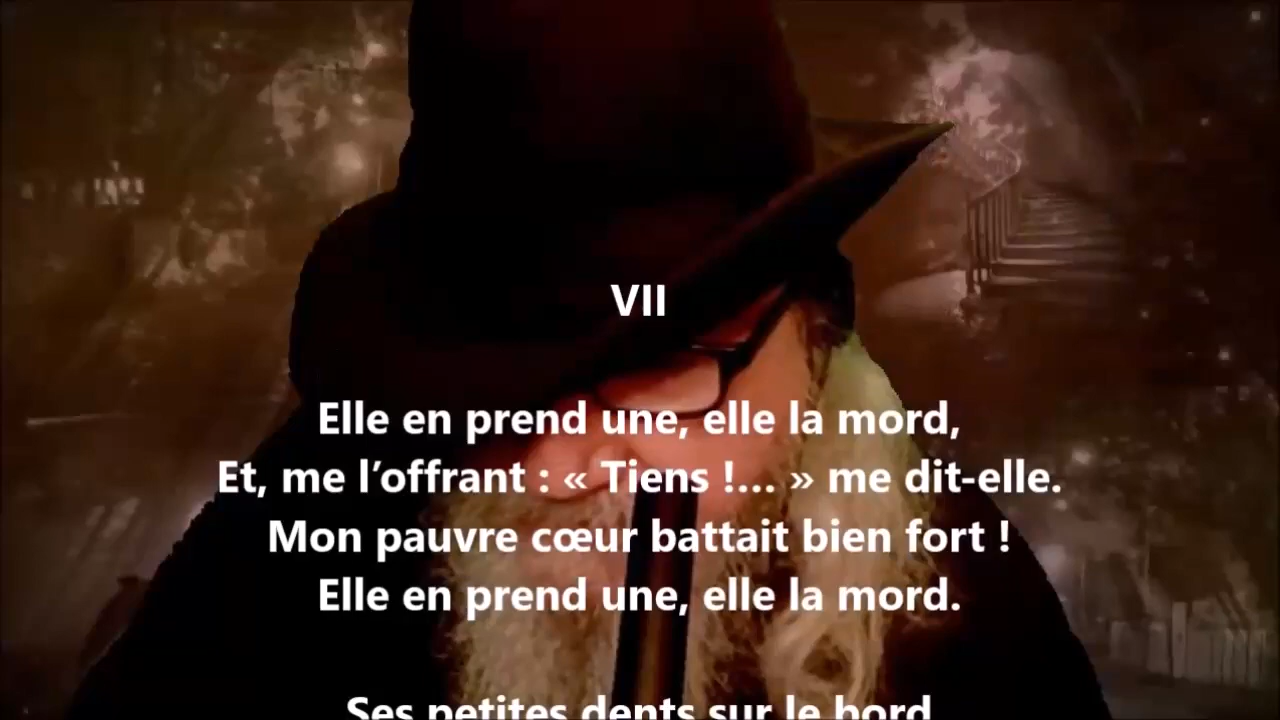 VII
Elle en prend une, elle la mord,
Et, me l’offrant : « Tiens !… » me dit-elle.
Mon pauvre cœur battait bien fort !
Elle en prend une, elle la mord.
Ses petites dents sur le bord